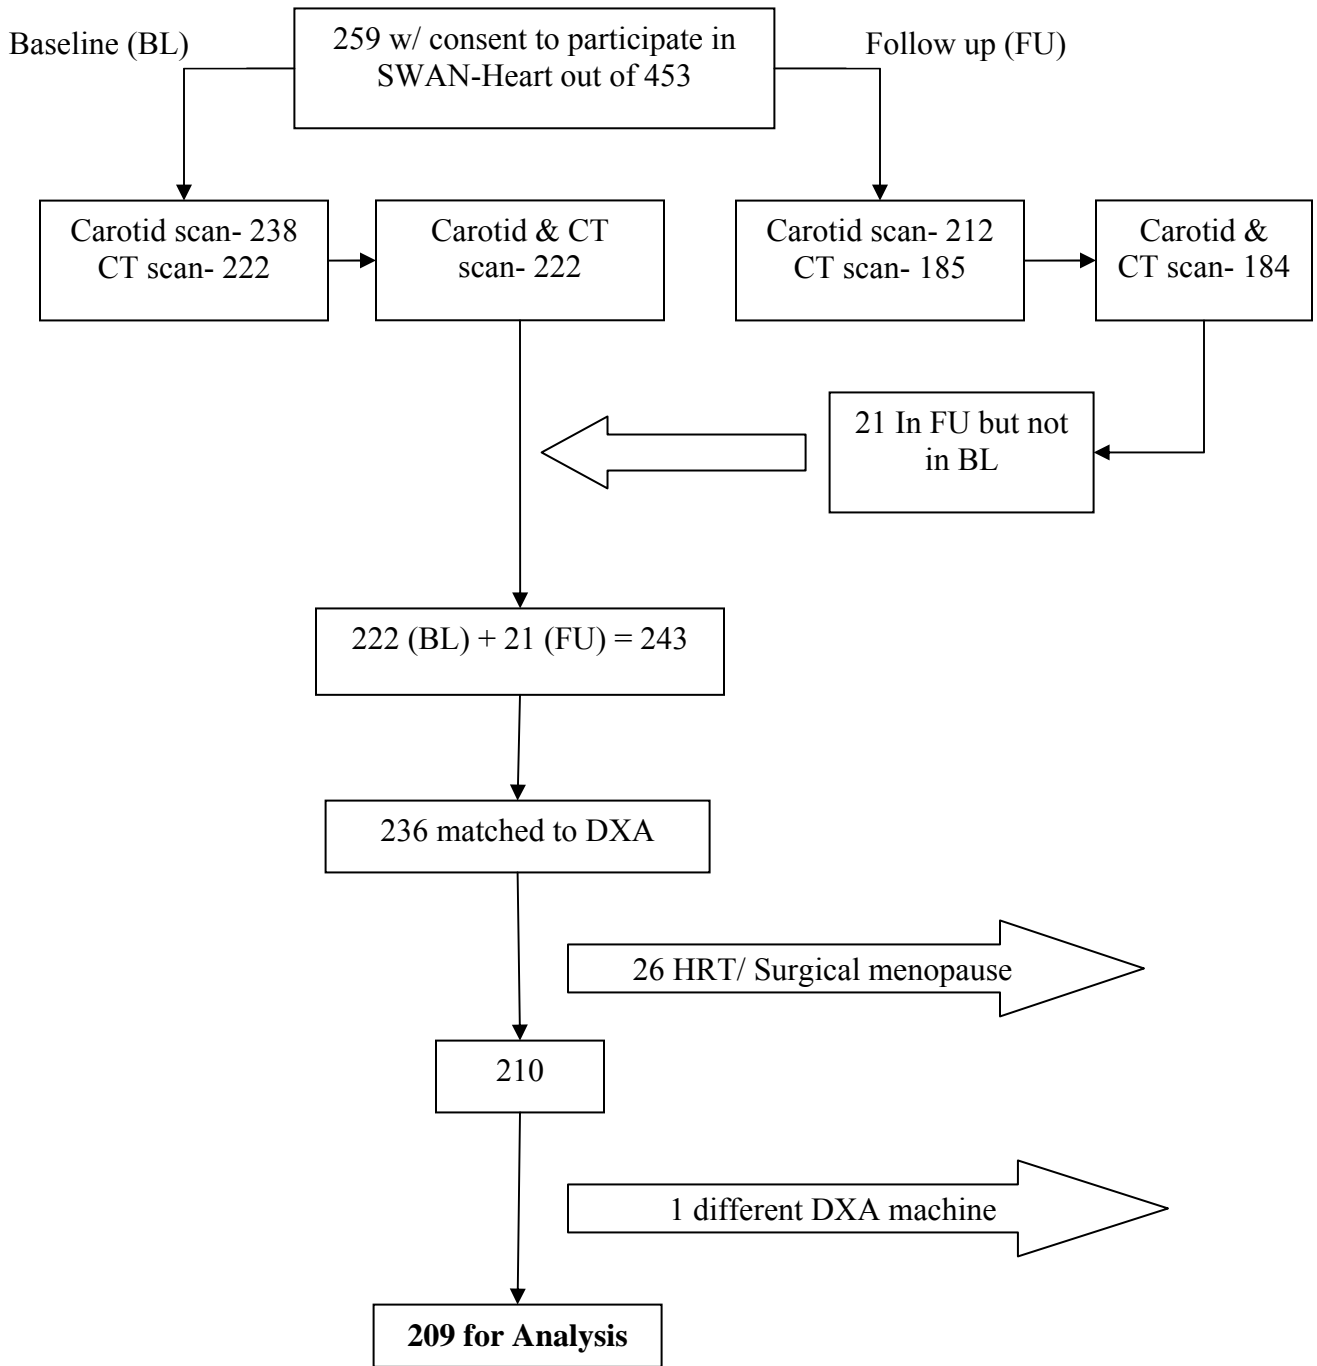 Baseline (BL)
259 w/ consent to participate in
SWAN-Heart out of 453
Follow up (FU)
Carotid scan- 238
CT scan- 222
Carotid & CT
scan- 222
Carotid scan- 212
CT scan- 185
Carotid &
CT scan- 184
21 In FU but not
in BL
222 (BL) + 21 (FU) = 243
236 matched to DXA
26 HRT/ Surgical menopause
210
1 different DXA machine
209 for Analysis